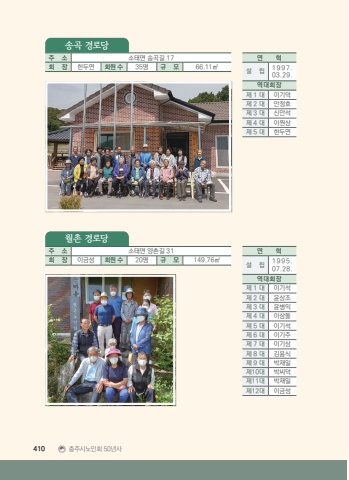 송곡 경로당
주 소 소태면 송곡길 17
회 장 한두면 회원수 35명 규 모 66.11㎡
연 혁
설 립 1997. 03.29.
역대회장
제 1 대 이기덕
제 2 대 안정호
제 3 대 신만석
제 4 대 이원상
제 5 대 한두면
월촌 경로당
주 소 소태면 양촌길 31
회 장 이금성 회원수 20명 규 모 149.76㎡
연 혁
설 립 1995. 07.28.
역대회장
제 1 대 이기석
제 2 대 윤상조
제 3 대 윤병익
제 4 대 이상돌
제 5 대 이기석
제 6 대 이기주
제 7 대 이기상
제 8 대 김용식
제 9 대 박재일
제10대 박씨덕
제11대 박재일
제12대 이금성
410 충주시노인회 50년사